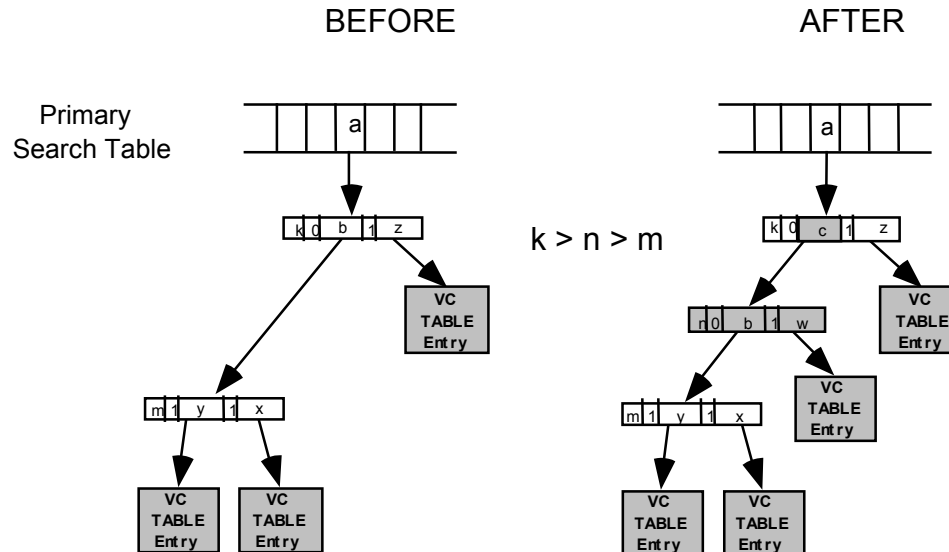 BEFORE
AFTER
Primary
Search Table
a
a
k 0 b 1 z
k > n > m
k 0 c 1 z
VC
TABLE
Entry
VC
TABLE
Entry
n 0 b 1 w
VC
TABLE
Entry
m 1 y 1 x
m 1 y 1 x
VC
TABLE
Entry
VC
TABLE
Entry
VC
TABLE
Entry
VC
TABLE
Entry